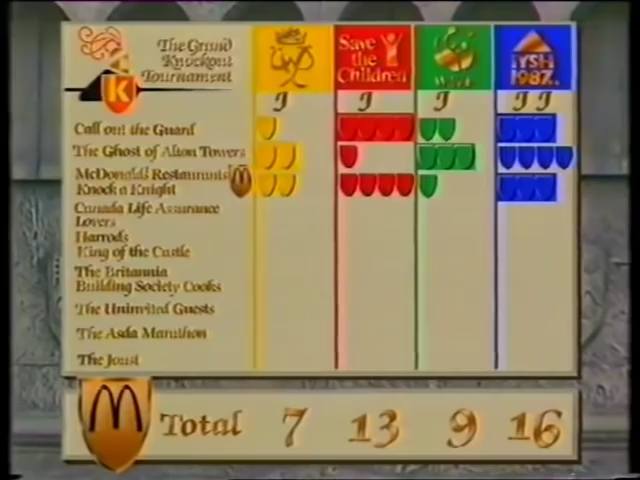 The Grand
Knockout
Tournament
K
Save
the
Children
WWF
IYSH
1987.
J J J J J
Call out the Guard
The Ghost of Alton Towers
McDonalds Restaurants
Knock a Knight
Canada Life Assurance
Lovers
Harrods
King of the Castle
The Britannia
Building Society Cooks
The Uninvited Guests
The Asda Marathon
The Joust
M Total 7 13 9 16